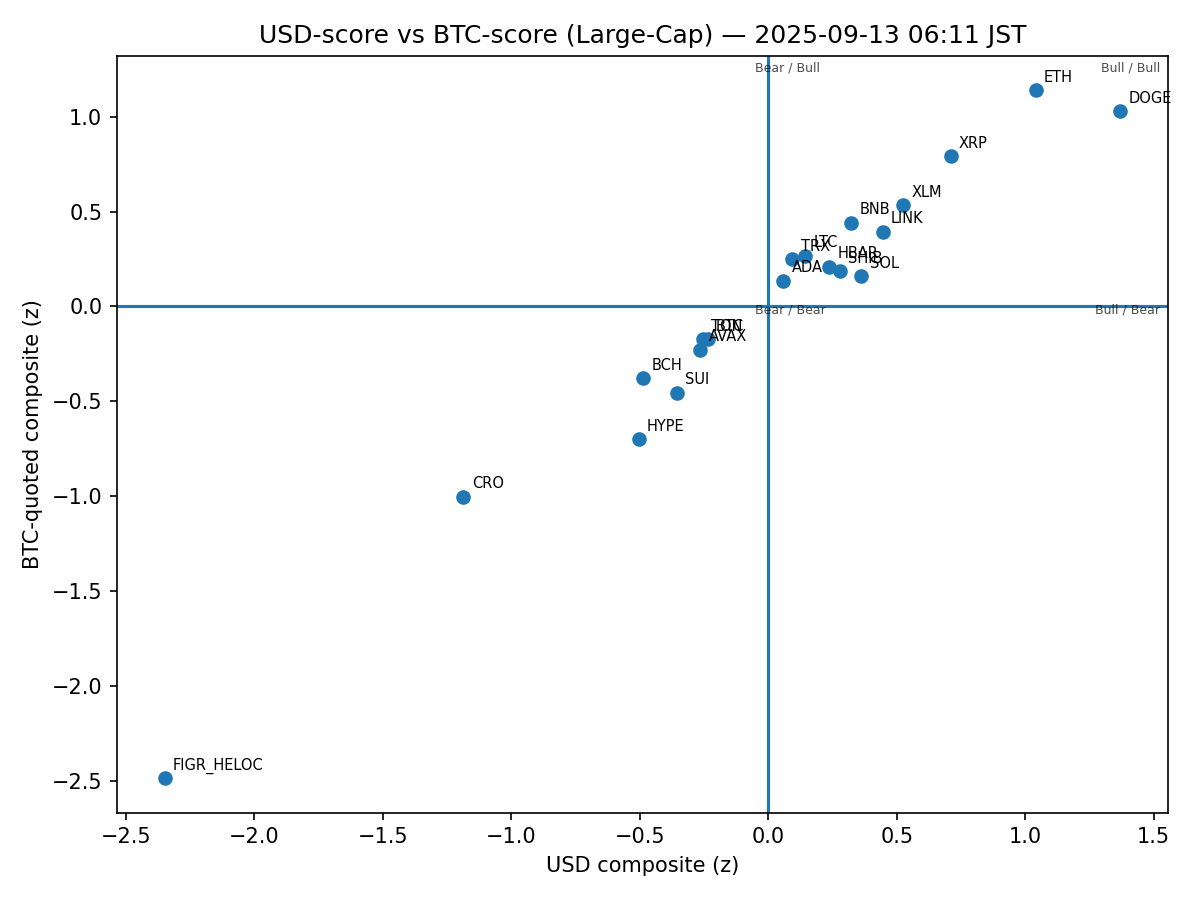 USD-score vs BTC-score (Large-Cap) — 2025-09-13 06:11 JST
Bear / Bull
Bull / Bull
ETH
DOGE
XRP
XLM
BNB
LINK
LTC
TRX
HBAR
SHIB
SOL
ADA
Bear / Bear
Bull / Bear
TON
BTC
AVAX
BCH
SUI
HYPE
CRO
FIGR_HELOC
1.0
0.5
0.0
−0.5
−1.0
−1.5
−2.0
−2.5
BTC-quoted composite (z)
−2.5
−2.0
−1.5
−1.0
−0.5
0.0
0.5
1.0
1.5
USD composite (z)